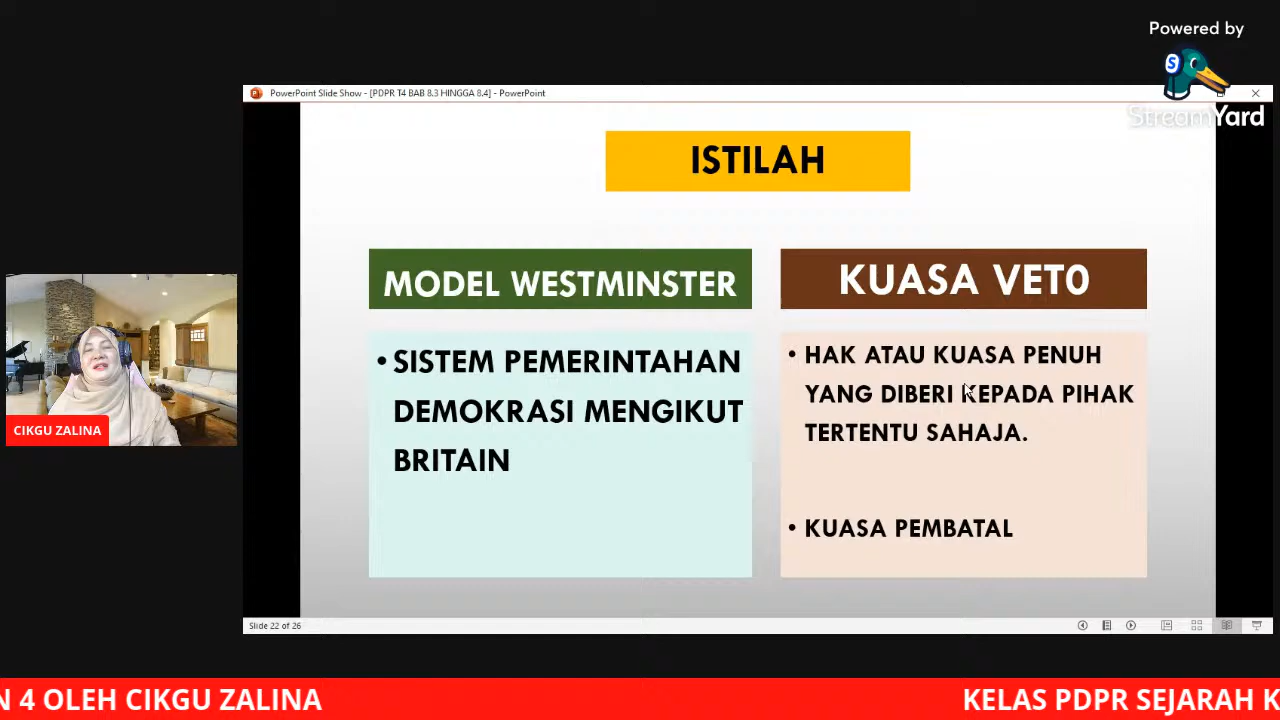 Powered by
StreamYard
PowerPoint Slide Show - [PDPR T4 BAB 8.3 HINGGA 8.4] - PowerPoint
ISTILAH
MODEL WESTMINSTER
• SISTEM PEMERINTAHAN
DEMOKRASI MENGIKUT
BRITAIN
KUASA VET0
• HAK ATAU KUASA PENUH
YANG DIBERI KEPADA PIHAK
TERTENTU SAHAJA.
• KUASA PEMBATAL
CIKGU ZALINA
Slide 22 of 26
N 4 OLEH CIKGU ZALINA
KELAS PDPR SEJARAH K